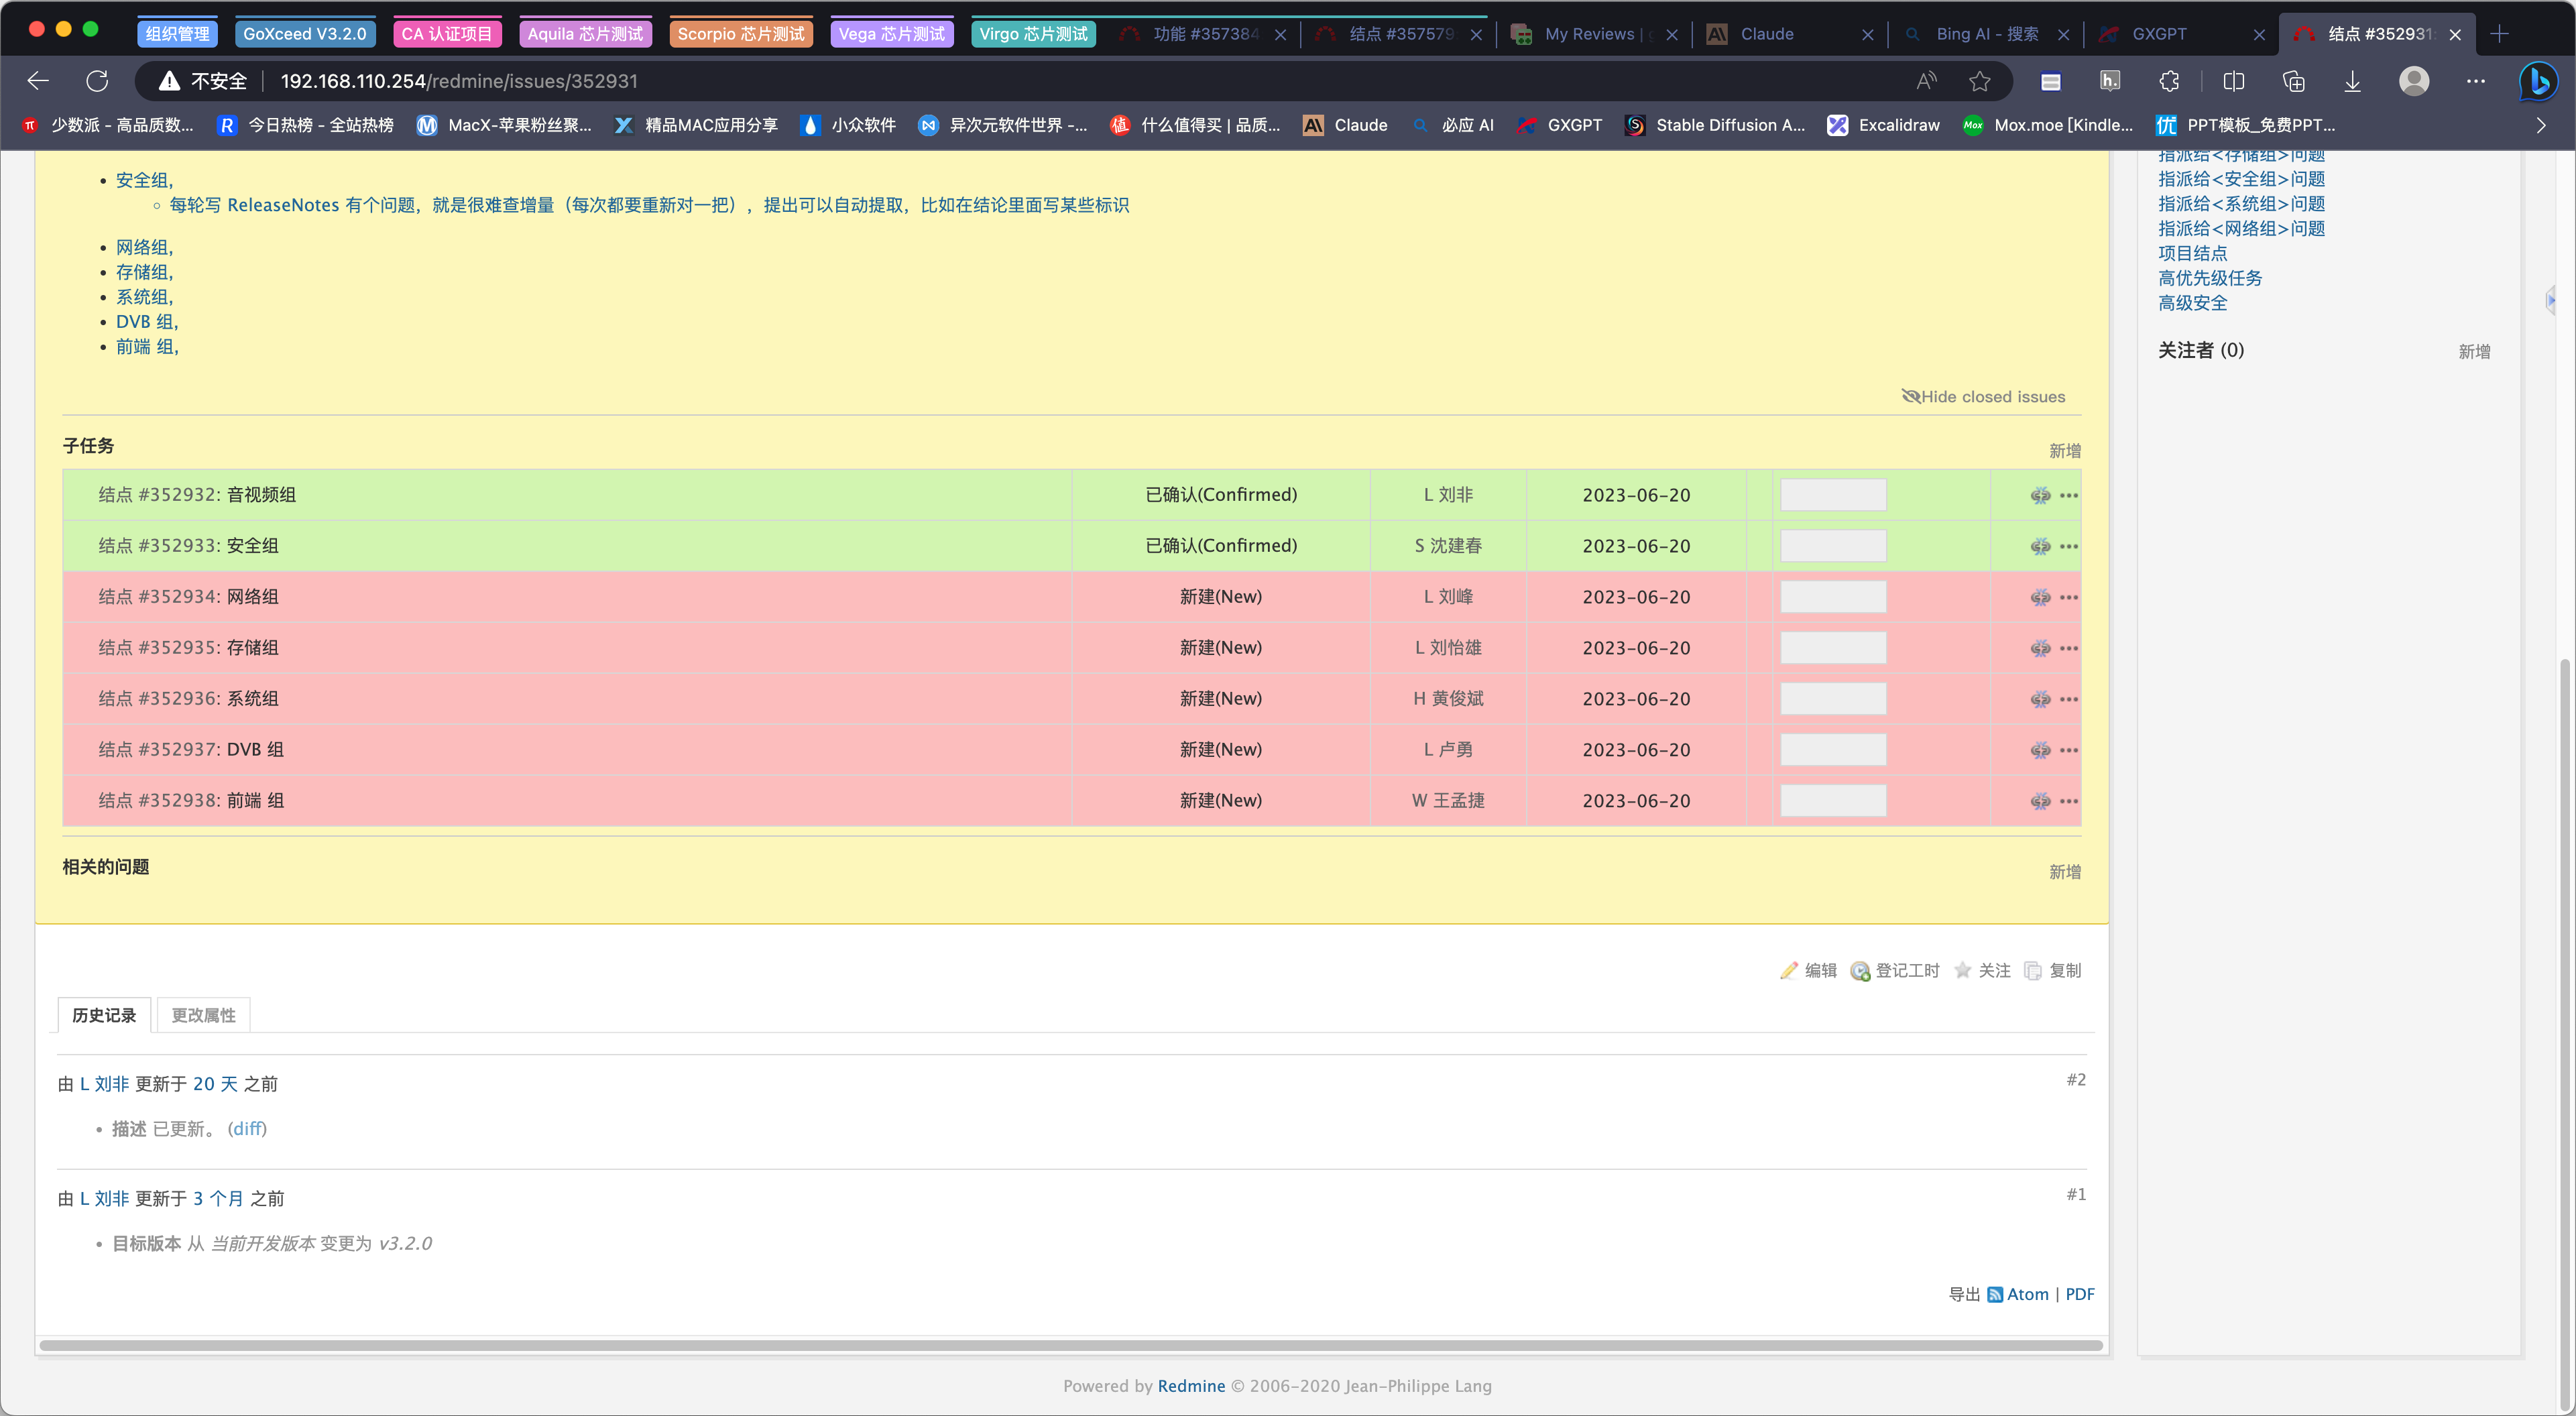 组织管理 GoXceed V3.2.0 CA 认证项目 Aquila 芯片测试 Scorpio 芯片测试 Vega 芯片测试 Virgo 芯片测试 功能 #357384 结点 #357579 My Reviews | Claude Bing AI - 搜索 GXGPT 结点 #352931:
不安全 192.168.110.254/redmine/issues/352931
少数派 - 高品质数... 今日热榜 - 全站热榜 MacX-苹果粉丝聚... 精品MAC应用分享 小众软件 异次元软件世界 -... 什么值得买 | 品质... Claude 必应 AI GXGPT Stable Diffusion A... Excalidraw Mox.moe [Kindle... PPT模板_免费PPT...
安全组,
每轮写 ReleaseNotes 有个问题，就是很难查增量（每次都要重新对一把），提出可以自动提取，比如在结论里面写某些标识
网络组,
存储组,
系统组,
DVB 组,
前端 组,
Hide closed issues
子任务 新增
结点 #352932: 音视频组 已确认(Confirmed) L 刘非 2023-06-20
结点 #352933: 安全组 已确认(Confirmed) S 沈建春 2023-06-20
结点 #352934: 网络组 新建(New) L 刘峰 2023-06-20
结点 #352935: 存储组 新建(New) L 刘怡雄 2023-06-20
结点 #352936: 系统组 新建(New) H 黄俊斌 2023-06-20
结点 #352937: DVB 组 新建(New) L 卢勇 2023-06-20
结点 #352938: 前端 组 新建(New) W 王孟捷 2023-06-20
相关的问题 新增
编辑 登记工时 关注 复制
历史记录 更改属性
由 L 刘非 更新于 20 天 之前 #2
描述 已更新。 (diff)
由 L 刘非 更新于 3 个月 之前 #1
目标版本 从 当前开发版本 变更为 v3.2.0
导出 Atom | PDF
指派给<存储组>问题
指派给<安全组>问题
指派给<系统组>问题
指派给<网络组>问题
项目结点
高优先级任务
高级安全
关注者 (0) 新增
Powered by Redmine © 2006-2020 Jean-Philippe Lang